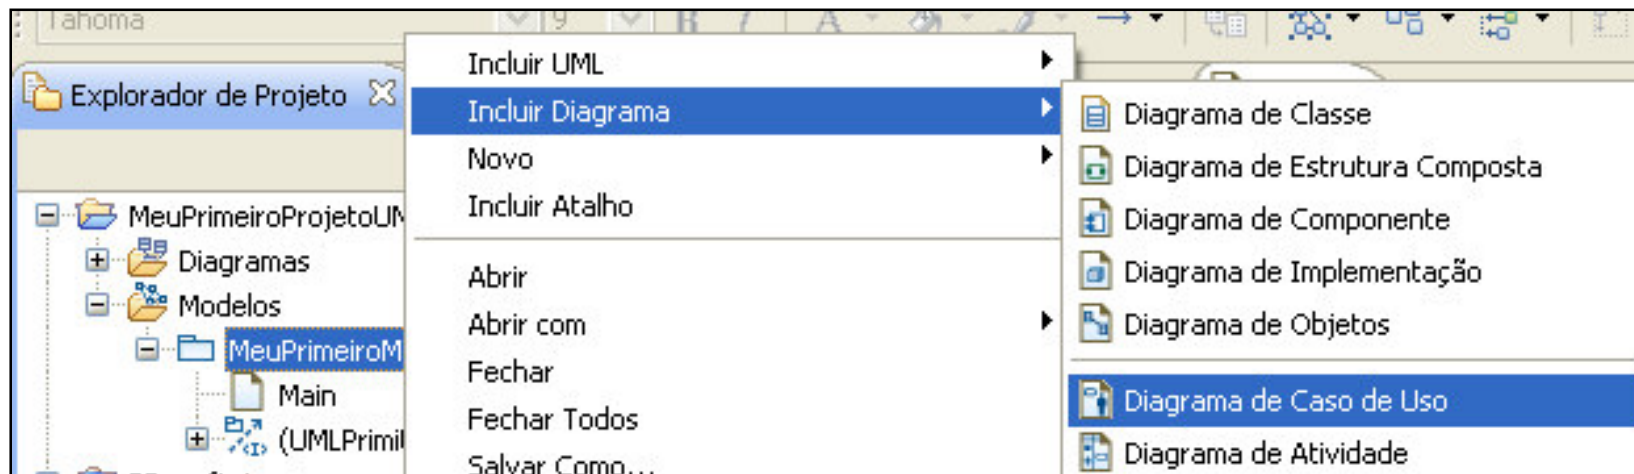 Tahoma 9 B I A
Explorador de Projeto
MeuPrimeiroProjetoUM
Diagramas
Modelos
MeuPrimeiroM
Main
(UMLPrimi
Incluir UML
Incluir Diagrama
Novo
Incluir Atalho
Abrir
Abrir com
Fechar
Fechar Todos
Salvar Como...
Diagrama de Classe
Diagrama de Estrutura Composta
Diagrama de Componente
Diagrama de Implementação
Diagrama de Objetos
Diagrama de Caso de Uso
Diagrama de Atividade